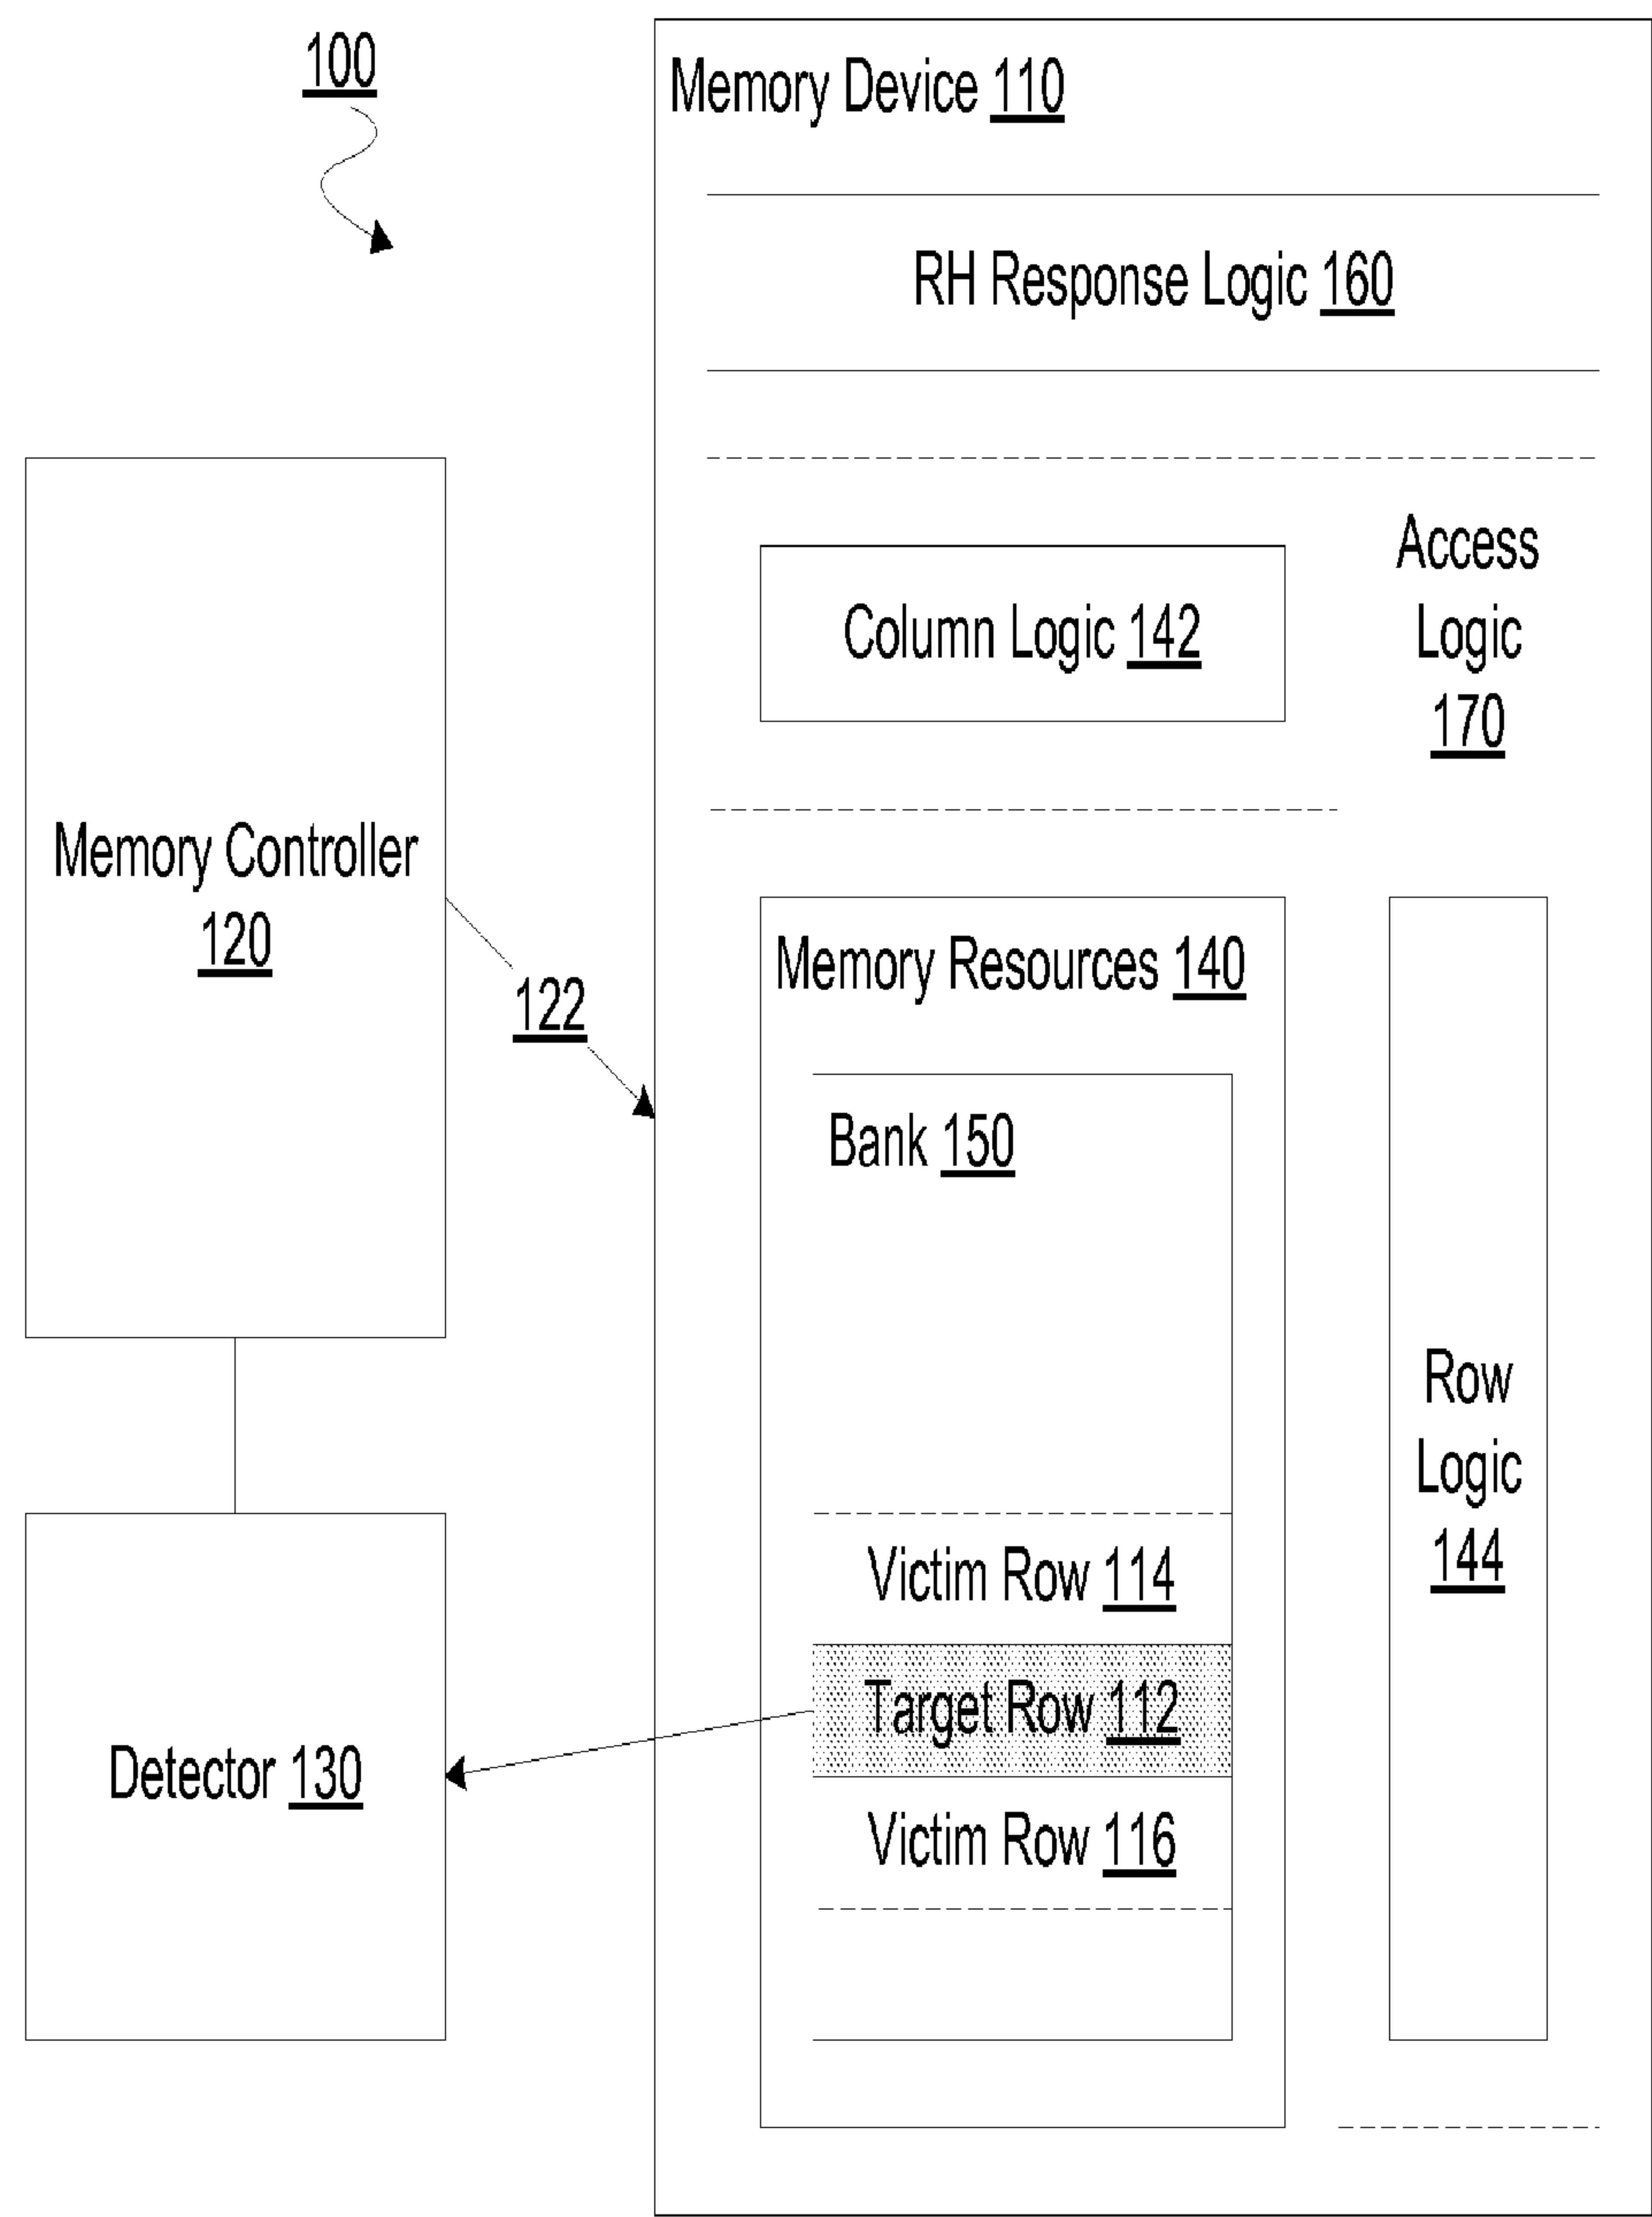 100
Memory Device 110
RH Response Logic 160
Column Logic 142
Access
Logic
170
Memory Controller
120
122
Memory Resources 140
Bank 150
Row
Logic
144
Victim Row 114
Target Row 112
Victim Row 116
Detector 130